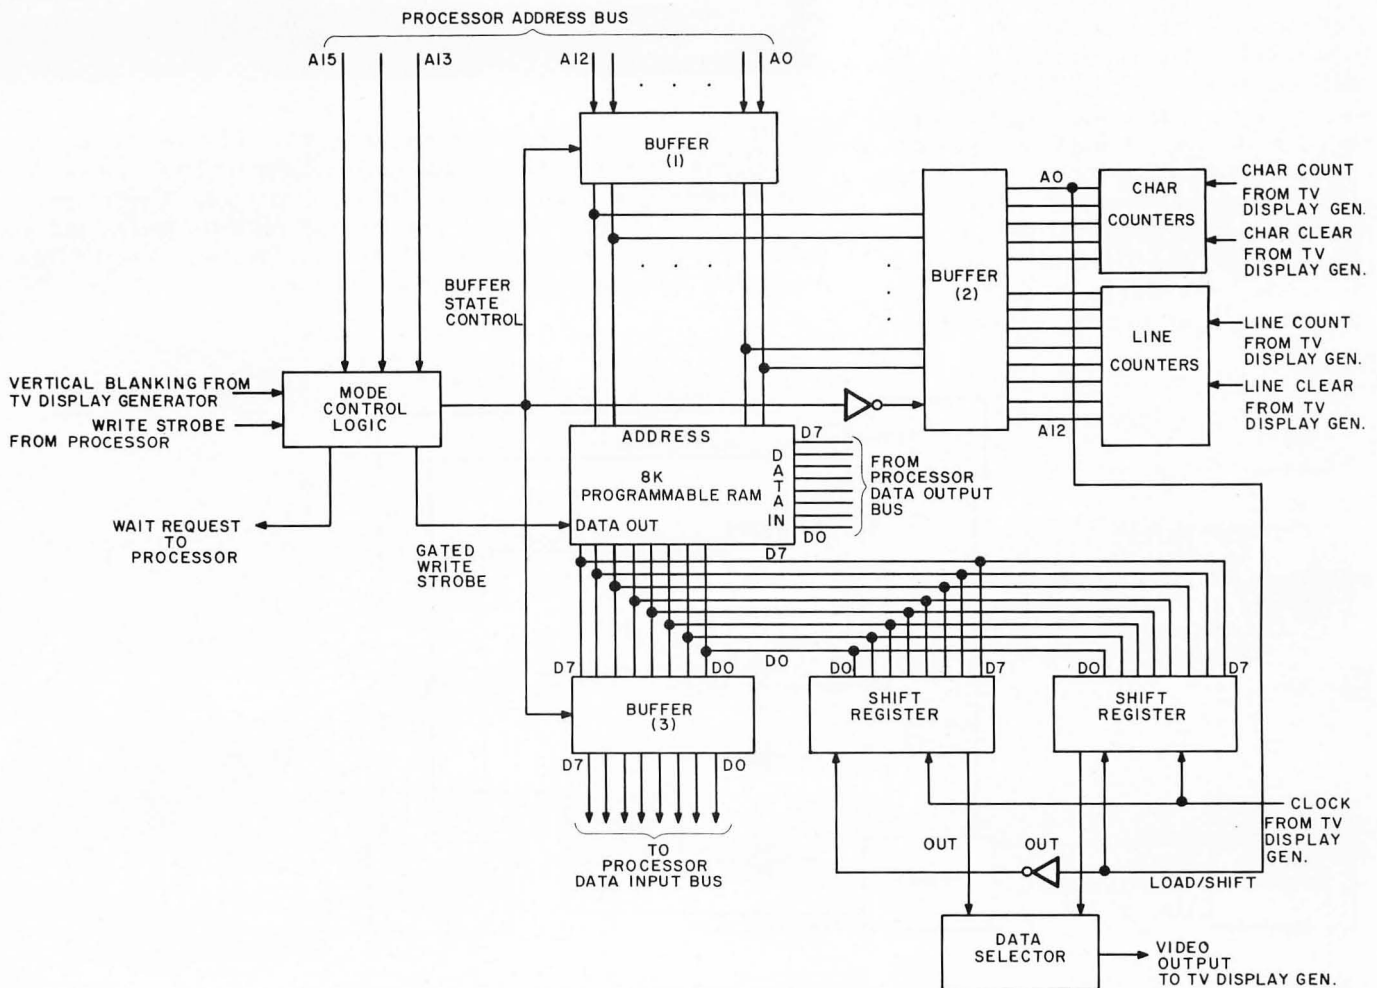 PROCESSOR ADDRESS BUS
A15
A13
A12
A0
. . .
BUFFER
(1)
BUFFER
STATE
CONTROL
. . .
BUFFER
(2)
A0
CHAR
COUNTERS
CHAR COUNT
FROM TV
DISPLAY GEN.
CHAR CLEAR
FROM TV
DISPLAY GEN.
LINE
COUNTERS
LINE COUNT
FROM TV
DISPLAY GEN.
LINE CLEAR
FROM TV
DISPLAY GEN.
A12
VERTICAL BLANKING FROM
TV DISPLAY GENERATOR
WRITE STROBE
FROM PROCESSOR
MODE
CONTROL
LOGIC
WAIT REQUEST
TO
PROCESSOR
GATED
WRITE
STROBE
ADDRESS
8K
PROGRAMMABLE RAM
DATA OUT
DATA
IN
D7
D0
FROM
PROCESSOR
DATA OUTPUT
BUS
D7
D0
D7
D0
BUFFER
(3)
D7
D0
TO
PROCESSOR
DATA INPUT BUS
D0
D7
SHIFT
REGISTER
D0
D7
SHIFT
REGISTER
CLOCK
FROM TV
DISPLAY
GEN.
OUT
OUT
LOAD/SHIFT
DATA
SELECTOR
VIDEO
OUTPUT
TO TV DISPLAY GEN.